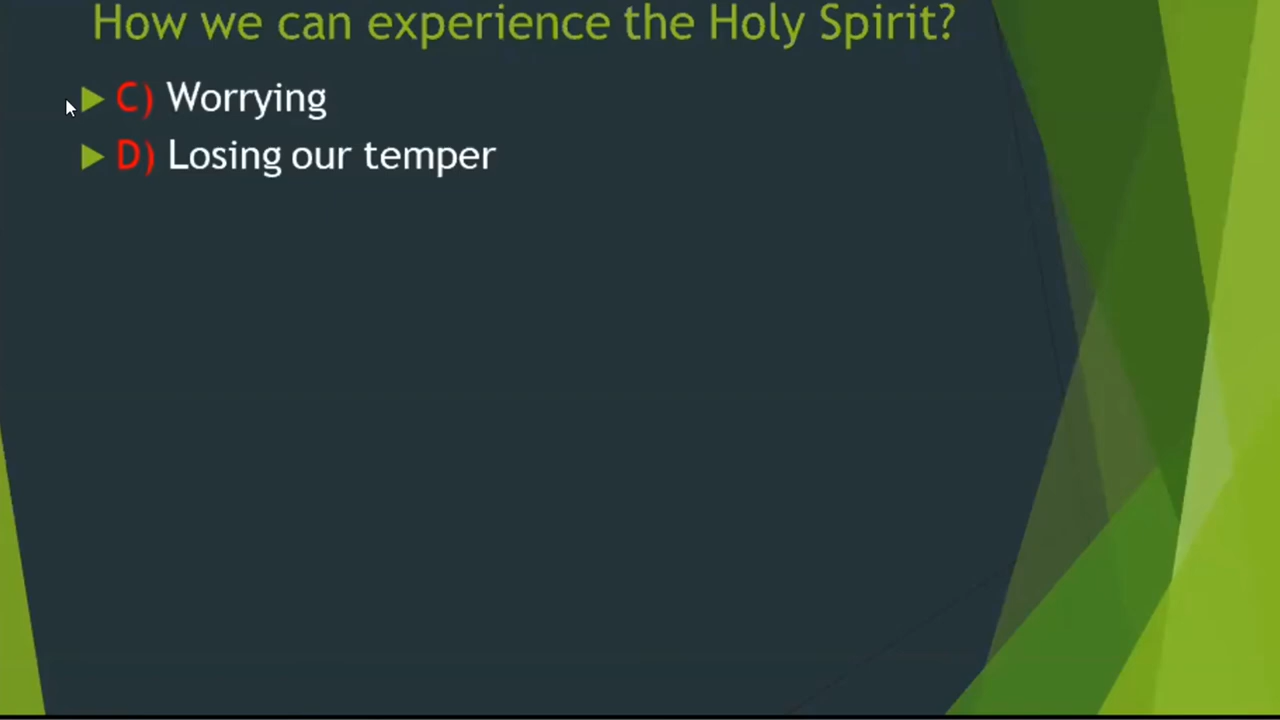 How we can experience the Holy Spirit?
C) Worrying
D) Losing our temper